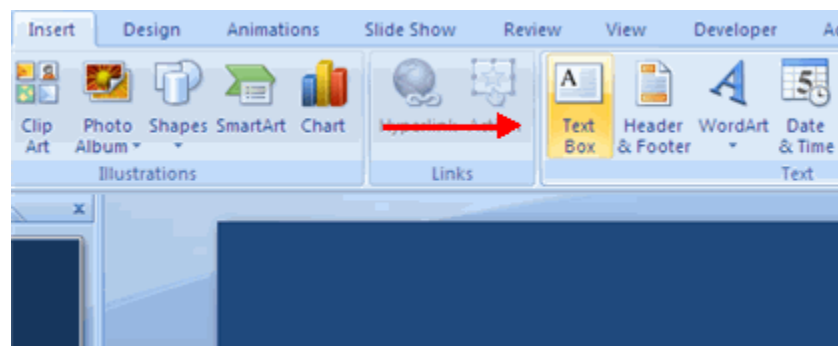 Insert Design Animations Slide Show Review View Developer
Clip Art
Photo Album
Shapes
SmartArt
Chart
Hyperlink
Text Box
Header & Footer
WordArt
Date & Time
Illustrations Links Text